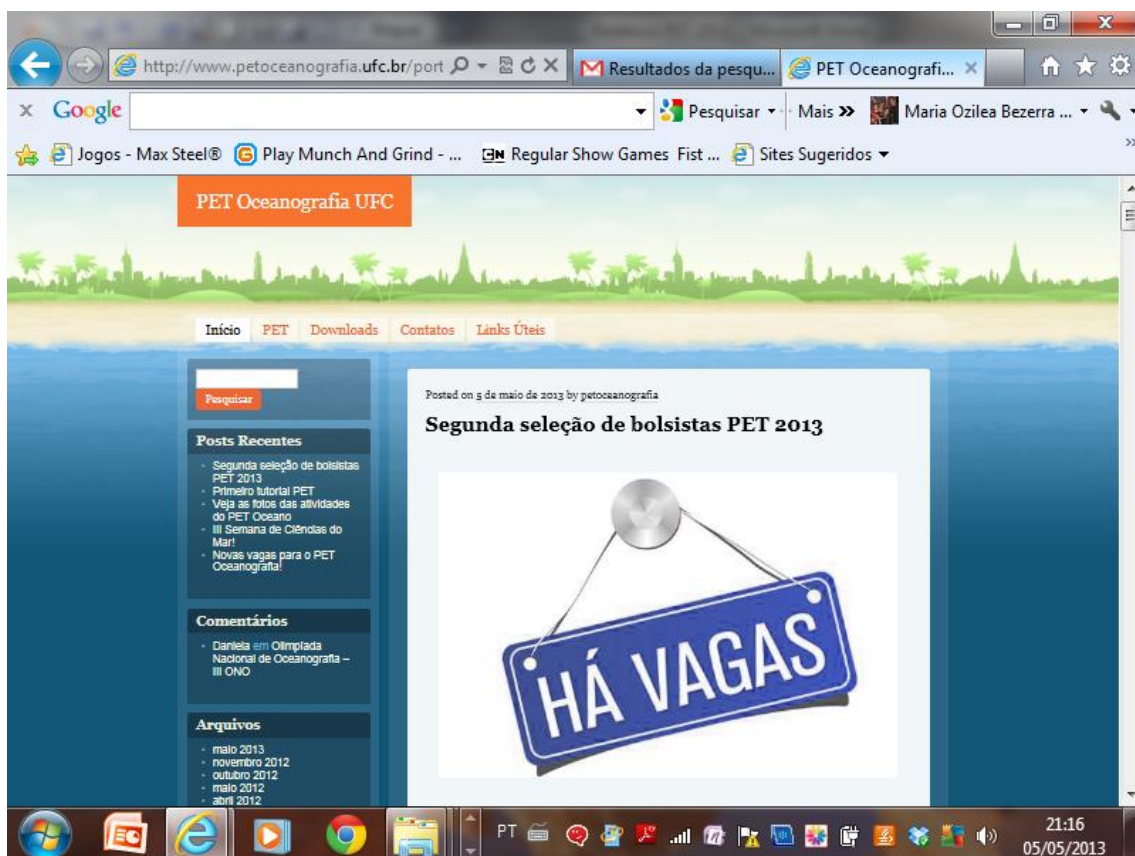 http://www.petoceanografia.ufc.br/port
Resultados da pesqu...
PET Oceanografi...
x Google
Pesquisar
Mais »
Maria Ozilea Bezerra ...
Jogos - Max Steel®
Play Munch And Grind - ...
CN Regular Show Games Fist ...
Sites Sugeridos
PET Oceanografia UFC
Início PET Downloads Contatos Links Úteis
Pesquisar
Posts Recentes
Segunda seleção de bolsistas
PET 2013
Primeiro tutorial PET
Veja as fotos das atividades
do PET Oceano
III Semana de Ciências do
Mar!
Novas vagas para o PET
Oceanografia!
Comentários
Daniela em Olimpíada
Nacional de Oceanografia –
III ONO
Arquivos
maio 2013
novembro 2012
outubro 2012
maio 2012
abril 2012
Posted on 5 de maio de 2013 by petoceanografia
Segunda seleção de bolsistas PET 2013
HÁ VAGAS
PT
21:16
05/05/2013